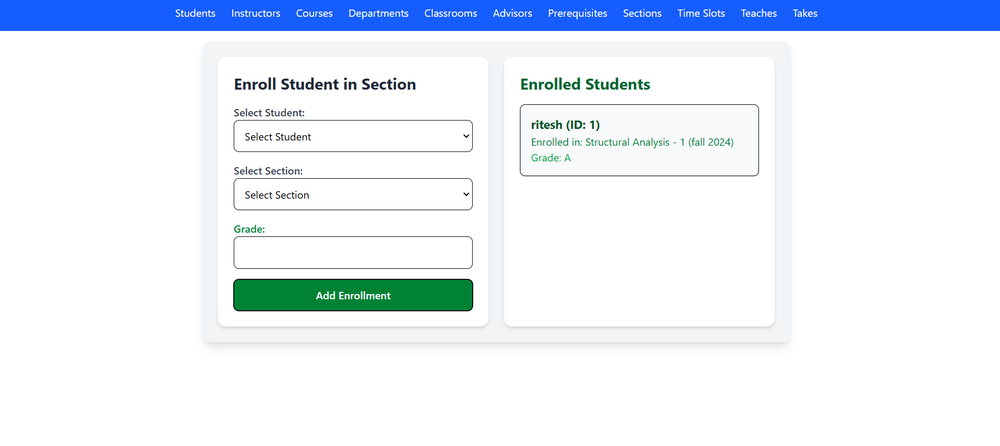 Students Instructors Courses Departments Classrooms Advisors Prerequisites Sections Time Slots Teaches Takes
Enroll Student in Section
Select Student:
Select Student
Select Section:
Select Section
Grade:
Add Enrollment
Enrolled Students
ritesh (ID: 1)
Enrolled in: Structural Analysis - 1 (fall 2024)
Grade: A